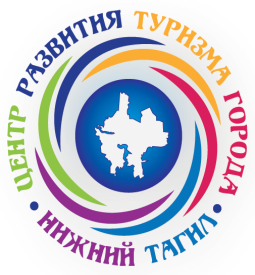 ЦЕНТР РАЗВИТИЯ ТУРИЗМА ГОРОДА
• НИЖНИЙ ТАГИЛ •